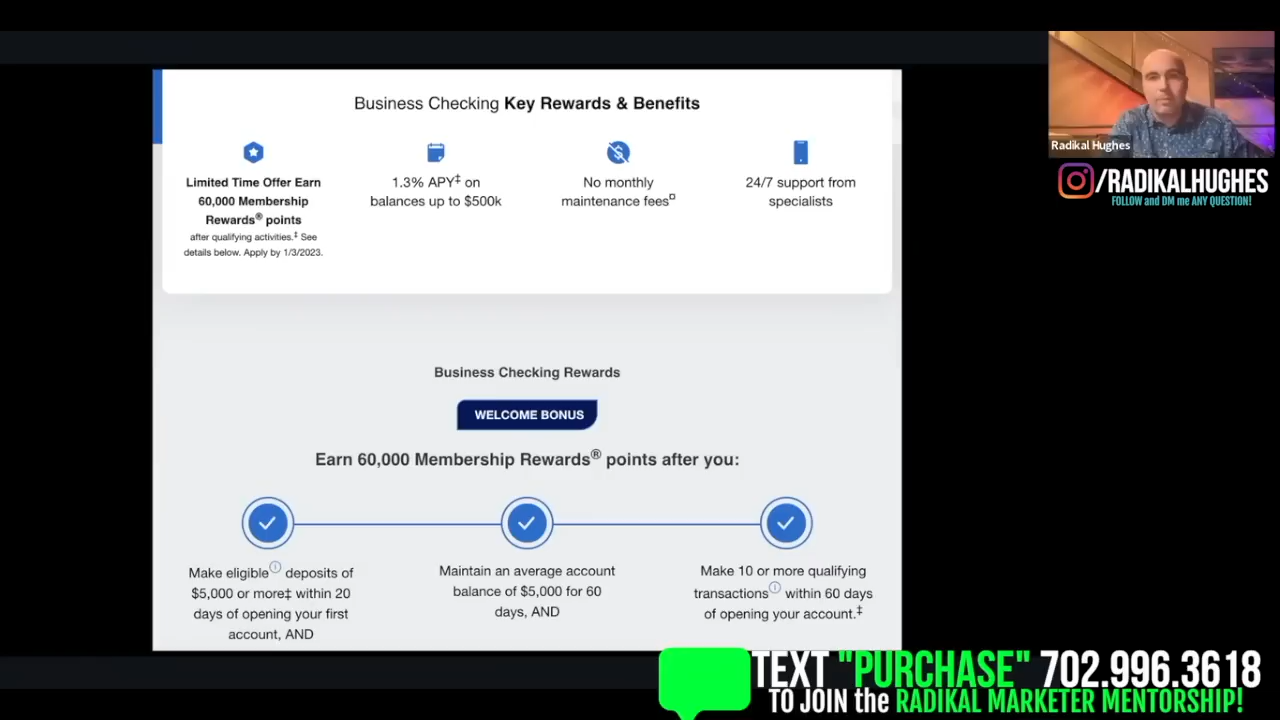 Business Checking Key Rewards & Benefits
Limited Time Offer Earn
60,000 Membership
Rewards® points
after qualifying activities.‡ See
details below. Apply by 1/3/2023.
1.3% APY‡ on
balances up to $500k
No monthly
maintenance fees¤
24/7 support from
specialists
Radikal Hughes
/RADIKALHUGHES
FOLLOW and DM me ANY QUESTION!
Business Checking Rewards
WELCOME BONUS
Earn 60,000 Membership Rewards® points after you:
Make eligible ⓘ deposits of
$5,000 or more‡ within 20
days of opening your first
account, AND
Maintain an average account
balance of $5,000 for 60
days, AND
Make 10 or more qualifying
transactions ⓘ within 60 days
of opening your account.‡
TEXT "PURCHASE" 702.996.3618
TO JOIN the RADIKAL MARKETER MENTORSHIP!